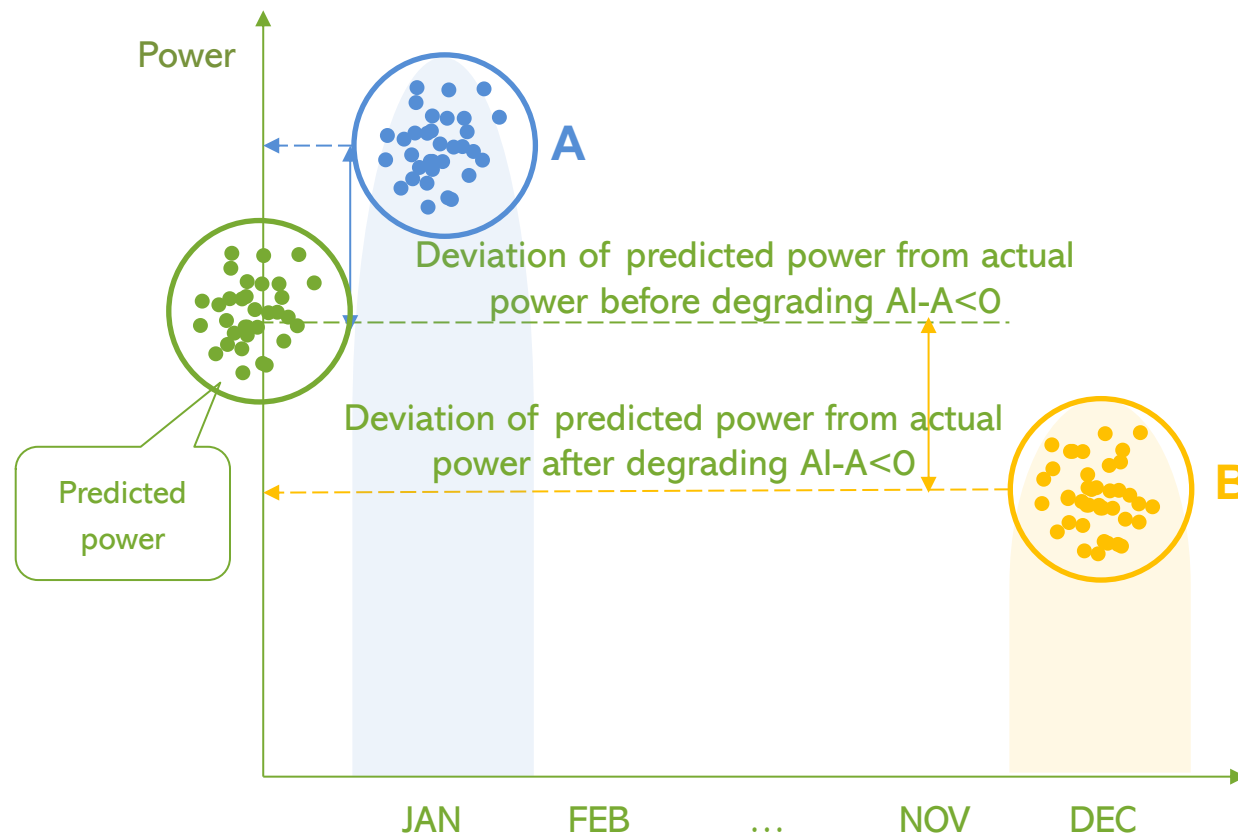 Power
A
Deviation of predicted power from actual
power before degrading AI-A<0
Deviation of predicted power from actual
power after degrading AI-A<0
Predicted
power
B
JAN FEB ... NOV DEC